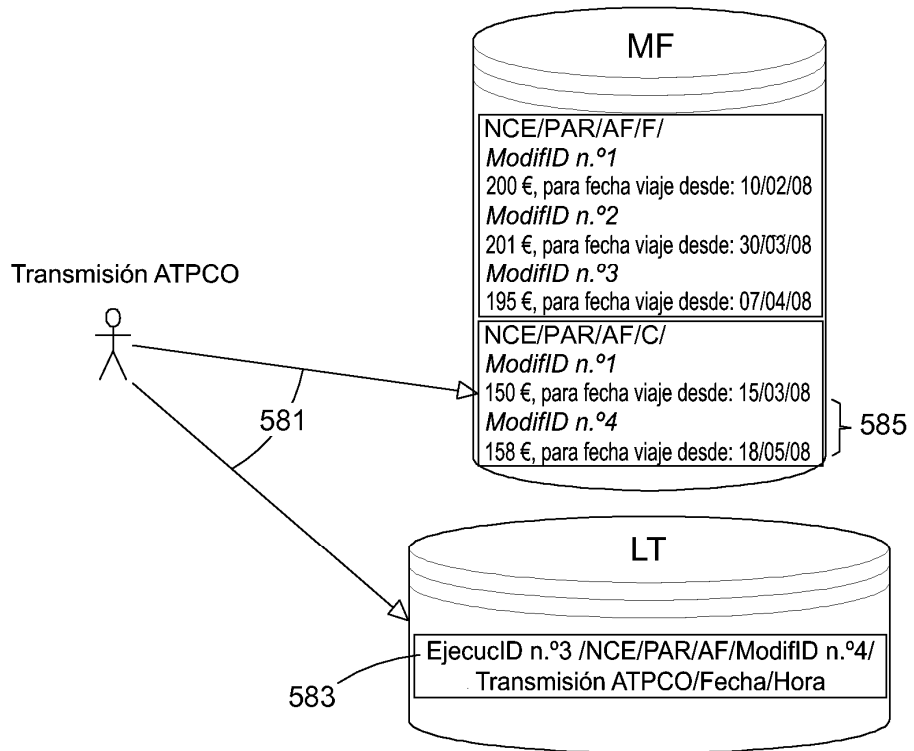 MF
NCE/PAR/AF/F/
ModifID n.º1
200 €, para fecha viaje desde: 10/02/08
ModifID n.º2
201 €, para fecha viaje desde: 30/03/08
ModifID n.º3
195 €, para fecha viaje desde: 07/04/08
NCE/PAR/AF/C/
ModifID n.º1
150 €, para fecha viaje desde: 15/03/08
ModifID n.º4
158 €, para fecha viaje desde: 18/05/08
585
Transmisión ATPCO
581
LT
EjecucID n.º3 /NCE/PAR/AF/ModifID n.º4/
Transmisión ATPCO/Fecha/Hora
583